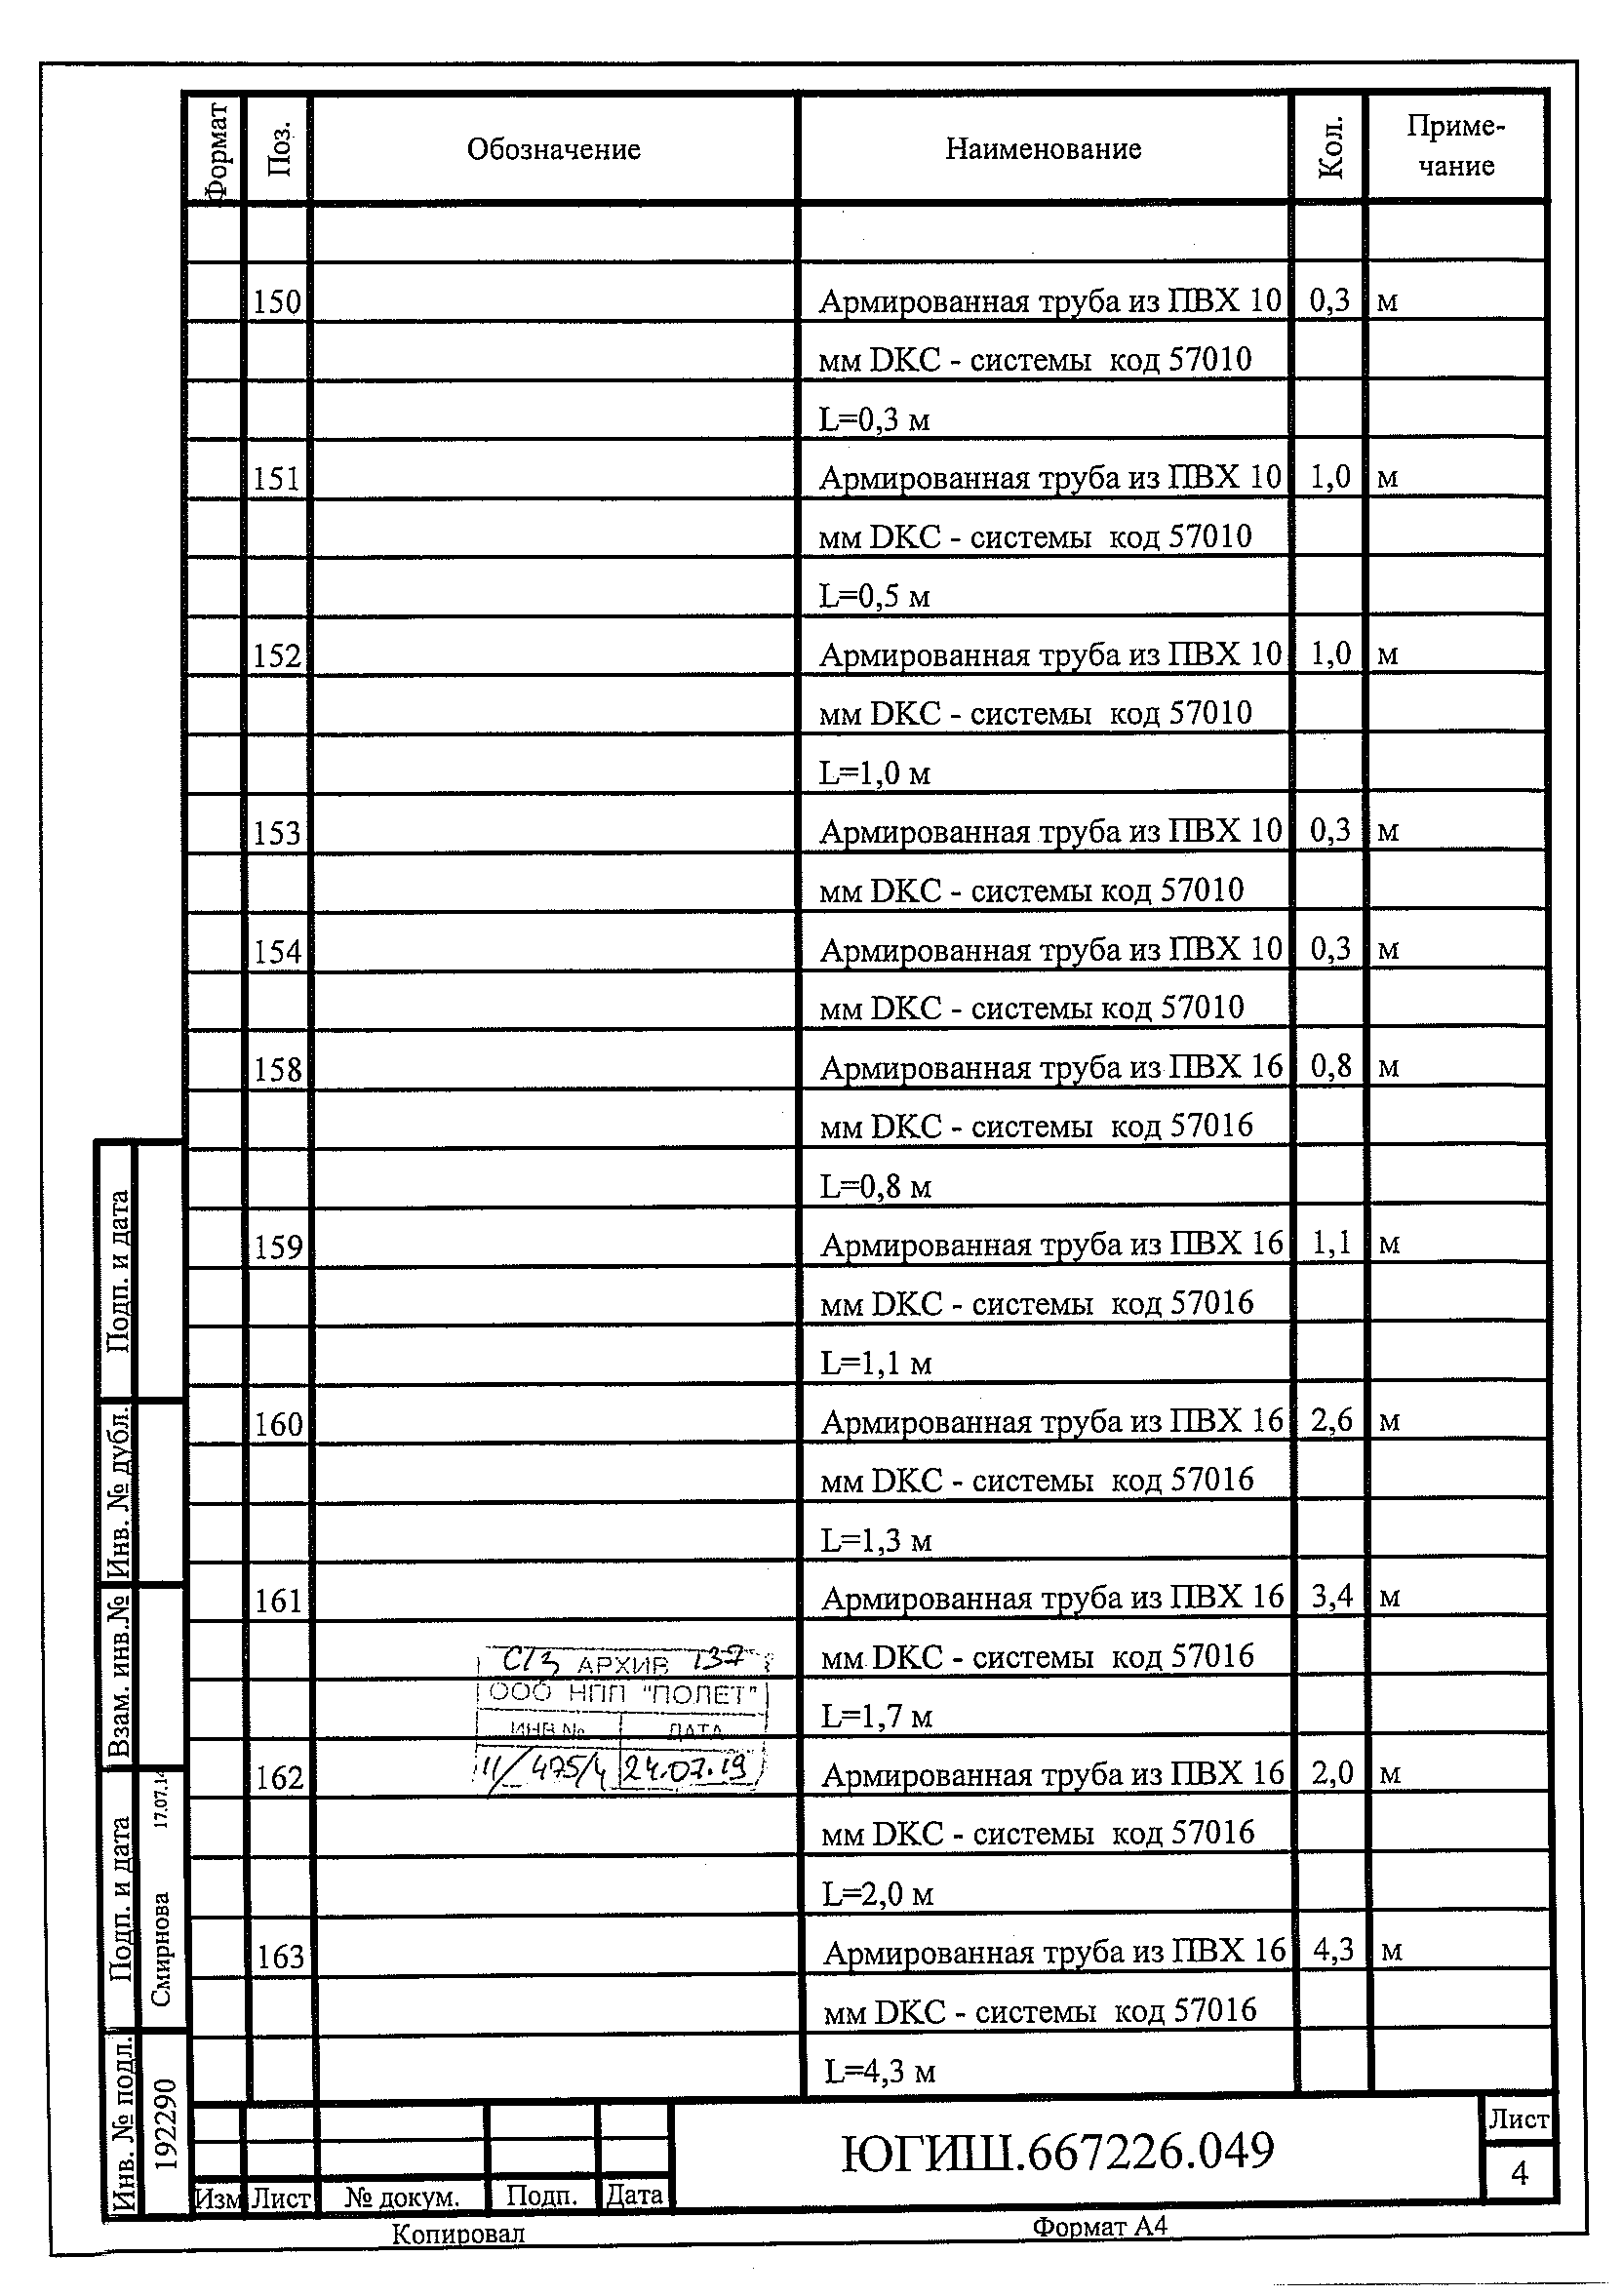 Формат Поз. Обозначение Наименование Кол. Приме-
чание
150 Армированная труба из ПВХ 10 0,3 м
мм DKC - системы код 57010
L=0,3 м
151 Армированная труба из ПВХ 10 1,0 м
мм DKC - системы код 57010
L=0,5 м
152 Армированная труба из ПВХ 10 1,0 м
мм DKC - системы код 57010
L=1,0 м
153 Армированная труба из ПВХ 10 0,3 м
мм DKC - системы код 57010
154 Армированная труба из ПВХ 10 0,3 м
мм DKC - системы код 57010
158 Армированная труба из ПВХ 16 0,8 м
мм DKC - системы код 57016
L=0,8 м
159 Армированная труба из ПВХ 16 1,1 м
мм DKC - системы код 57016
L=1,1 м
160 Армированная труба из ПВХ 16 2,6 м
мм DKC - системы код 57016
L=1,3 м
161 Армированная труба из ПВХ 16 3,4 м
мм DKC - системы код 57016
L=1,7 м
162 Армированная труба из ПВХ 16 2,0 м
мм DKC - системы код 57016
L=2,0 м
163 Армированная труба из ПВХ 16 4,3 м
мм DKC - системы код 57016
L=4,3 м
АРХИВ 137
ООО НПП "ПОЛЕТ"
ИНВ.№ ДАТА
11/475/4 24.07.19
Подп. и дата
Инв. № дубл.
Взам. инв.№
Подп. и дата
Смирнова 17.07.14
Инв. № подл.
192290
Изм Лист № докум. Подп. Дата
ЮГИШ.667226.049
Лист
4
Копировал Формат А4